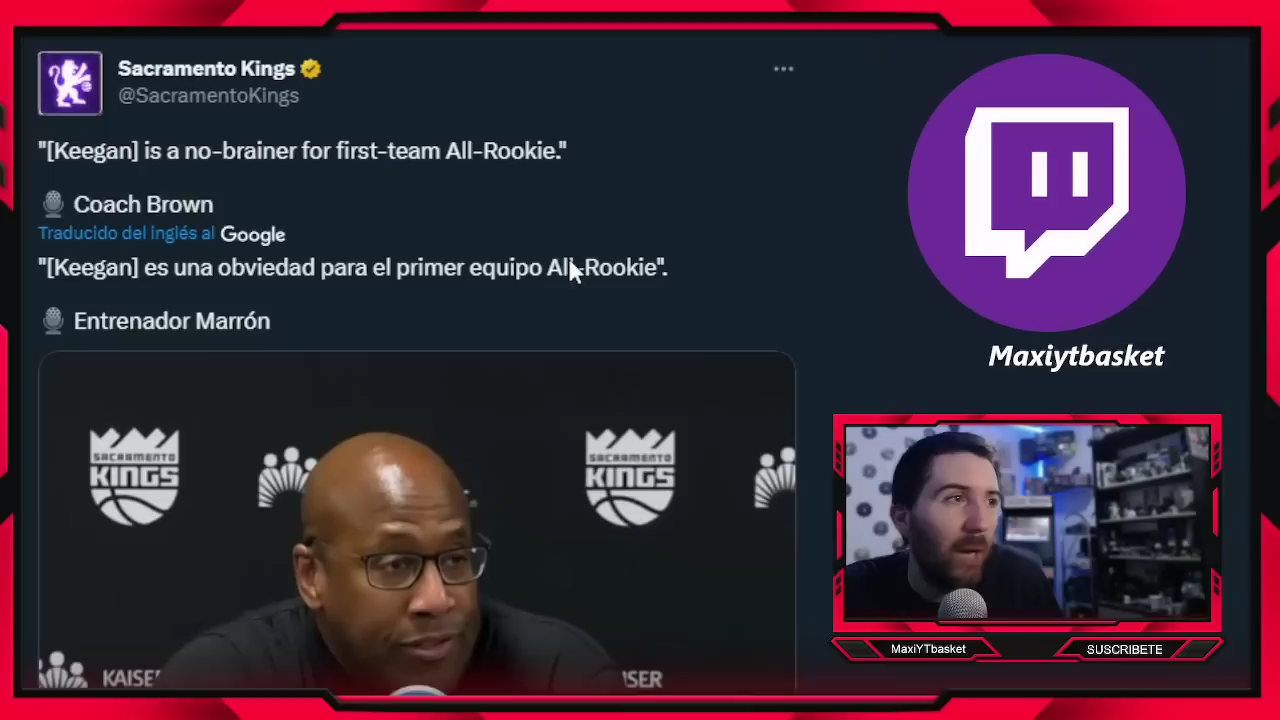 Sacramento Kings
@SacramentoKings
"[Keegan] is a no-brainer for first-team All-Rookie."
Coach Brown
Traducido del inglés al Google
"[Keegan] es una obviedad para el primer equipo All-Rookie".
Entrenador Marrón
SACRAMENTO
KINGS
SACRAMENTO
KINGS
Maxiytbasket
MaxiYTbasket
SUSCRIBETE